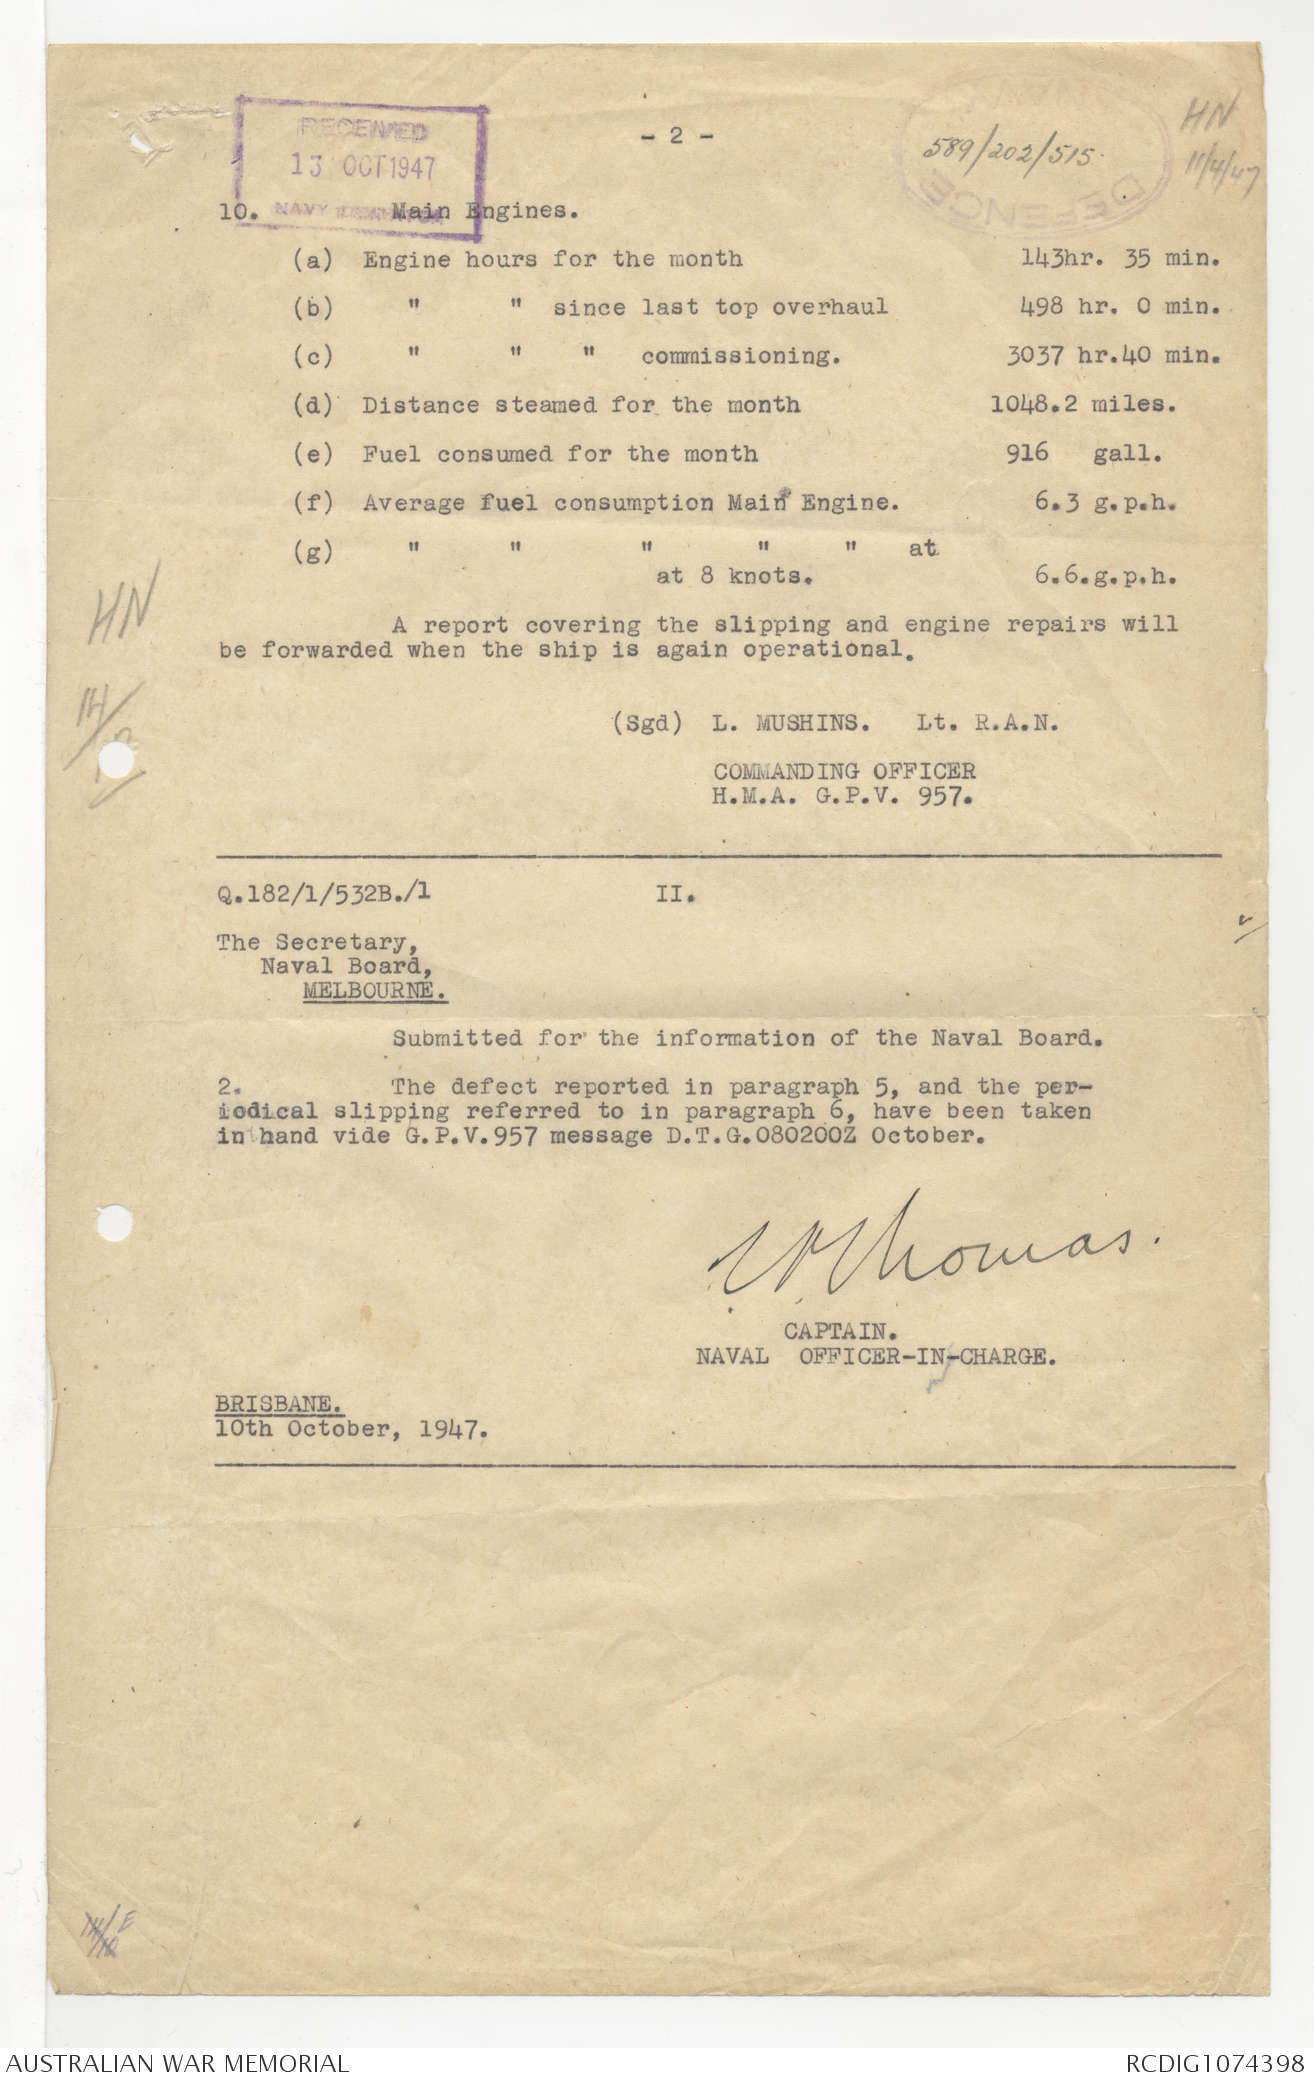 RECEIVED
13 OCT 1947
NAVY
- 2 -
589/202/515.
HN
11/4/47
DEFENCE
10. Main Engines.
(a) Engine hours for the month 143hr. 35 min.
(b) " " since last top overhaul 498 hr. 0 min.
(c) " " " commissioning. 3037 hr.40 min.
(d) Distance steamed for the month 1048.2 miles.
(e) Fuel consumed for the month 916 gall.
(f) Average fuel consumption Main Engine. 6.3 g.p.h.
(g) " " " " " at
at 8 knots. 6.6.g.p.h.
HN
14/
A report covering the slipping and engine repairs will
be forwarded when the ship is again operational.
(Sgd) L. MUSHINS. Lt. R.A.N.
COMMANDING OFFICER
H.M.A. G.P.V. 957.
Q.182/1/532B./1 II.
The Secretary,
Naval Board,
MELBOURNE.
Submitted for the information of the Naval Board.
2. The defect reported in paragraph 5, and the per-
iodical slipping referred to in paragraph 6, have been taken
in hand vide G.P.V.957 message D.T.G.080200Z October.
Thomas.
CAPTAIN.
NAVAL OFFICER-IN-CHARGE.
BRISBANE.
10th October, 1947.
AUSTRALIAN WAR MEMORIAL
RCDIG1074398